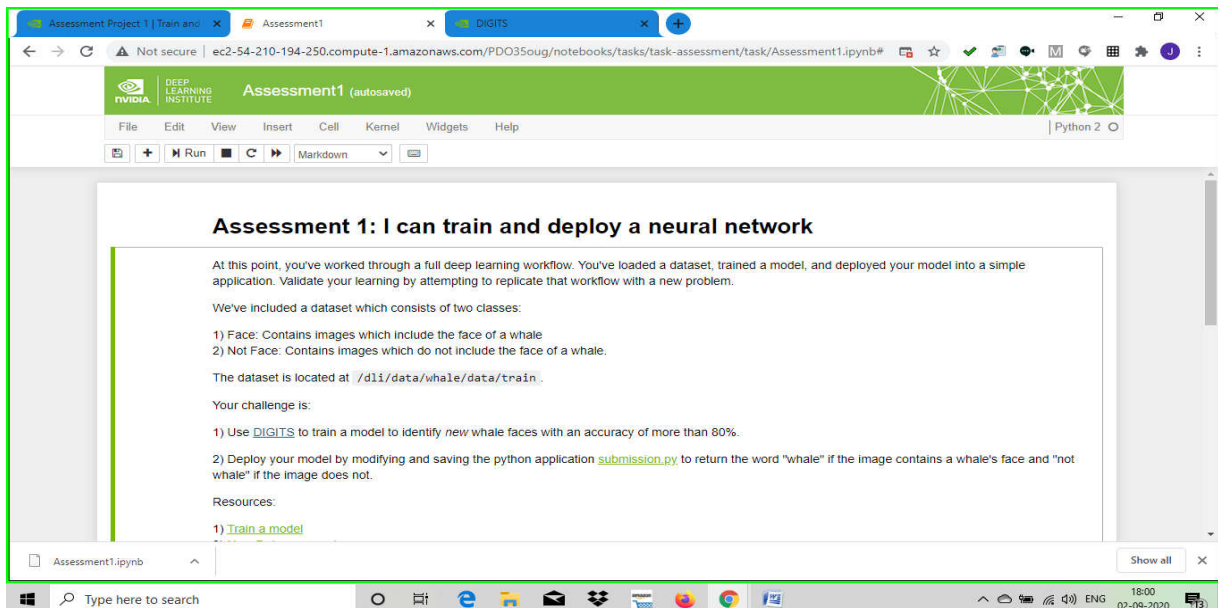 Assessment Project 1 | Train and
Assessment1
DIGITS
Not secure | ec2-54-210-194-250.compute-1.amazonaws.com/PDO35oug/notebooks/tasks/task-assessment/task/Assessment1.ipynb#
J
NVIDIA. DEEP LEARNING INSTITUTE
Assessment1 (autosaved)
File Edit View Insert Cell Kernel Widgets Help
Python 2
Run Markdown
Assessment 1: I can train and deploy a neural network
At this point, you've worked through a full deep learning workflow. You've loaded a dataset, trained a model, and deployed your model into a simple
application. Validate your learning by attempting to replicate that workflow with a new problem.
We've included a dataset which consists of two classes:
1) Face: Contains images which include the face of a whale
2) Not Face: Contains images which do not include the face of a whale.
The dataset is located at /dli/data/whale/data/train .
Your challenge is:
1) Use DIGITS to train a model to identify new whale faces with an accuracy of more than 80%.
2) Deploy your model by modifying and saving the python application submission.py to return the word "whale" if the image contains a whale's face and "not
whale" if the image does not.
Resources:
1) Train a model
Assessment1.ipynb
Show all
Type here to search
ENG
18:00
02-09-2020